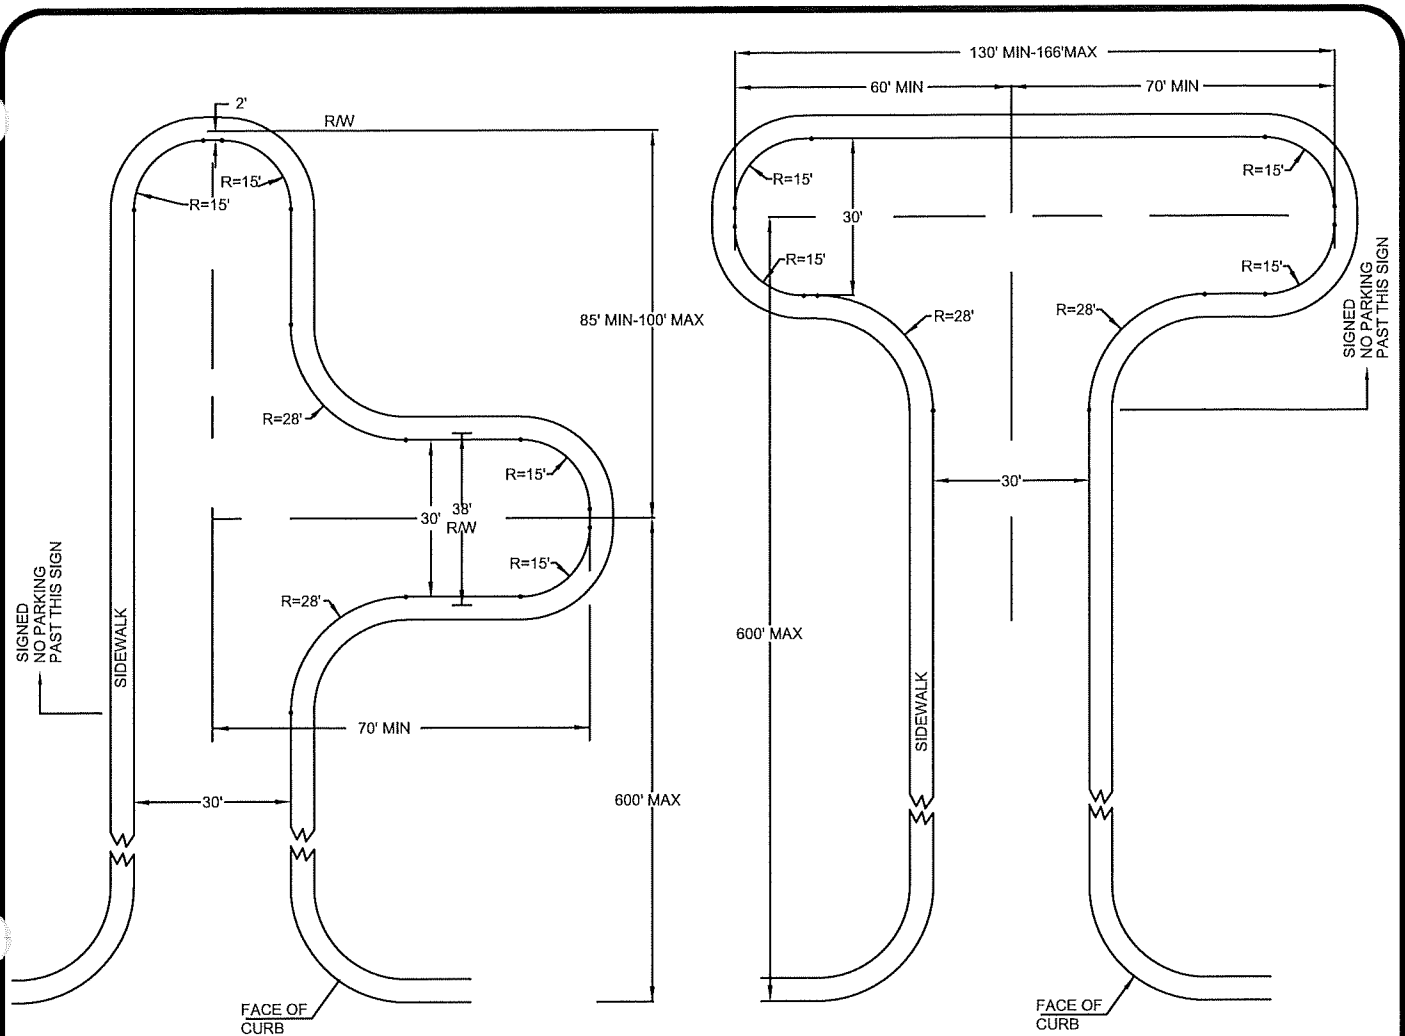 2'
R/W
R=15'
R=15'
85' MIN-100' MAX
R=28'
R=15'
30'
38'
R/W
R=15'
R=28'
SIGNED
NO PARKING
PAST THIS SIGN
SIDEWALK
70' MIN
30'
600' MAX
FACE OF
CURB
130' MIN-166'MAX
60' MIN
70' MIN
R=15'
R=15'
30'
R=15'
R=15'
R=28'
R=28'
SIGNED
NO PARKING
PAST THIS SIGN
30'
600' MAX
SIDEWALK
FACE OF
CURB